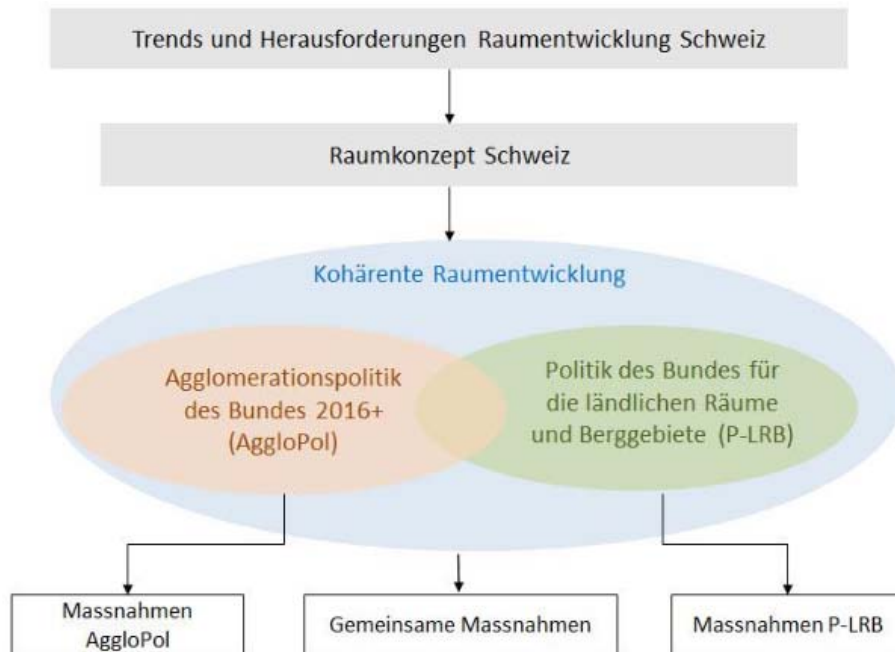 Trends und Herausforderungen Raumentwicklung Schweiz
Raumkonzept Schweiz
Kohärente Raumentwicklung
Agglomerationspolitik
des Bundes 2016+
(AggloPol)
Politik des Bundes für
die ländlichen Räume
und Berggebiete (P-LRB)
Massnahmen
AggloPol
Gemeinsame Massnahmen
Massnahmen P-LRB